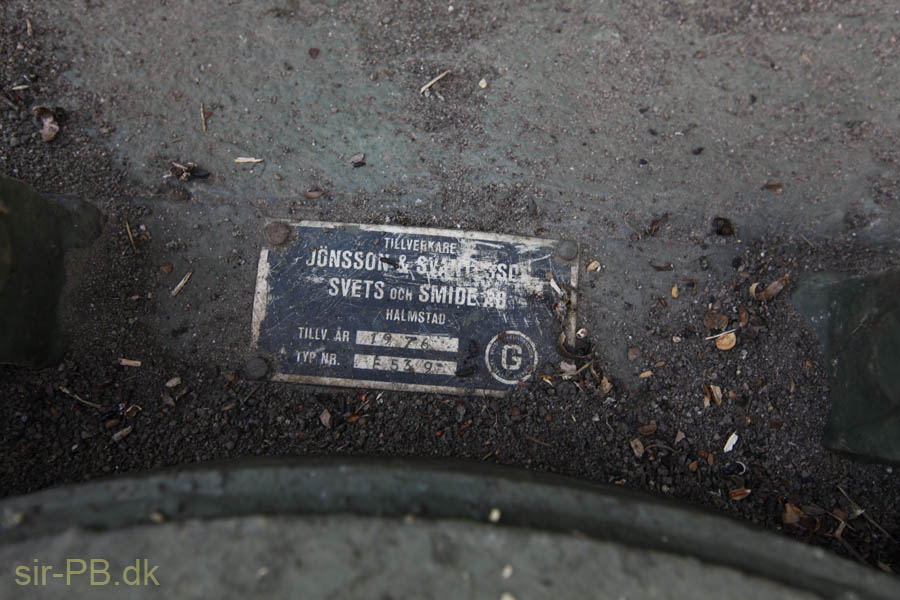 TILLVERKARE
JÖNSSON &
SVETS OCH SMIDE AB
HALMSTAD
TILLV. ÅR 1976
TYP NR.
G
sir-PB.dk